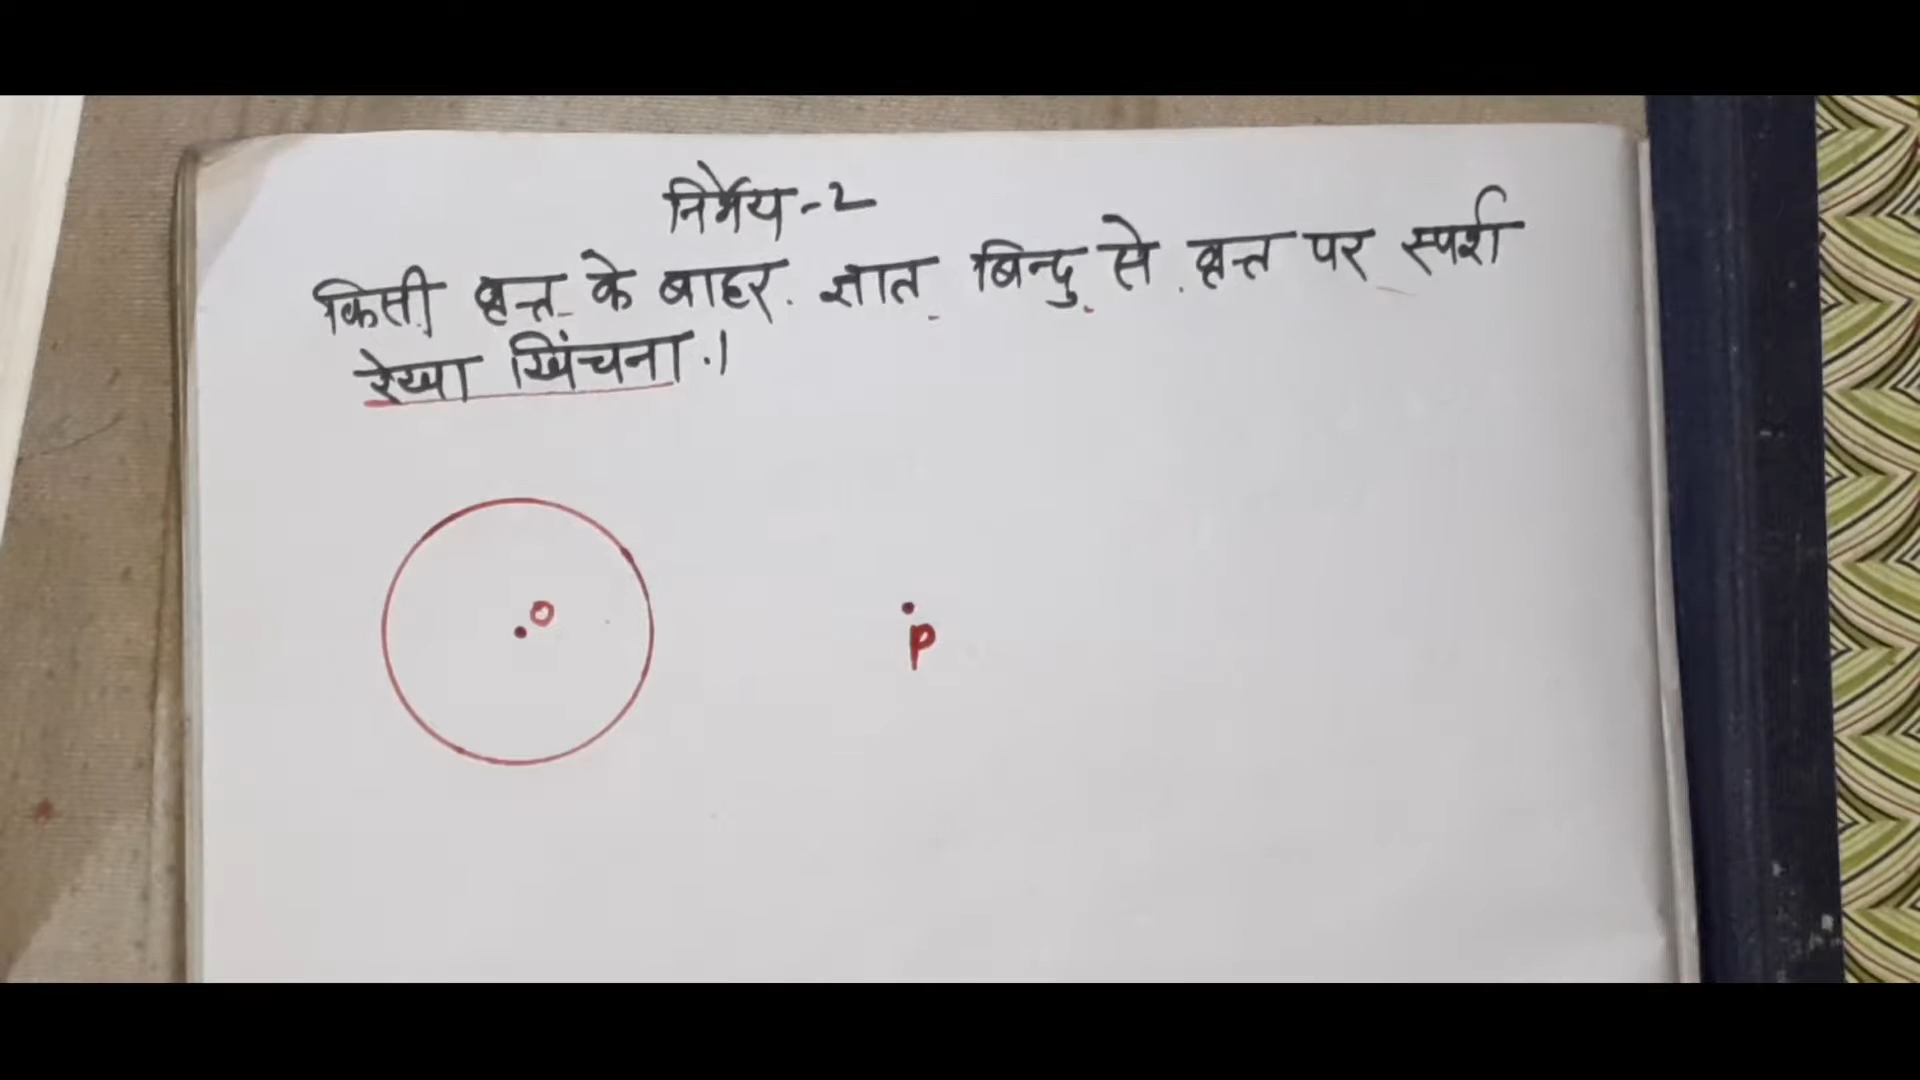 निर्मेय-2
किसी वृत्त के बाहर ज्ञात बिन्दु से वृत्त पर स्पर्श
रेखा खिंचना।
O
P